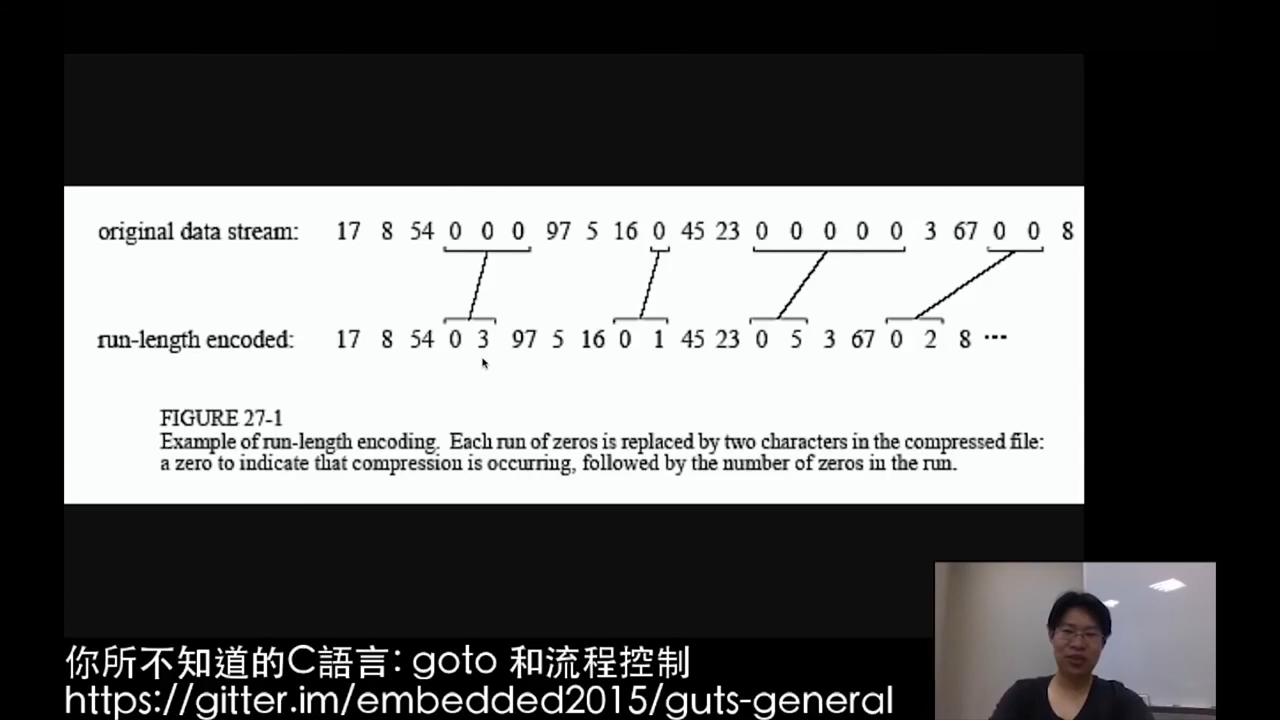 original data stream: 17 8 54 0 0 0 97 5 16 0 45 23 0 0 0 0 0 3 67 0 0 8
run-length encoded: 17 8 54 0 3 97 5 16 0 1 45 23 0 5 3 67 0 2 8 ···
FIGURE 27-1
Example of run-length encoding. Each run of zeros is replaced by two characters in the compressed file:
a zero to indicate that compression is occurring, followed by the number of zeros in the run.
你所不知道的C語言: goto 和流程控制
https://gitter.im/embedded2015/guts-general